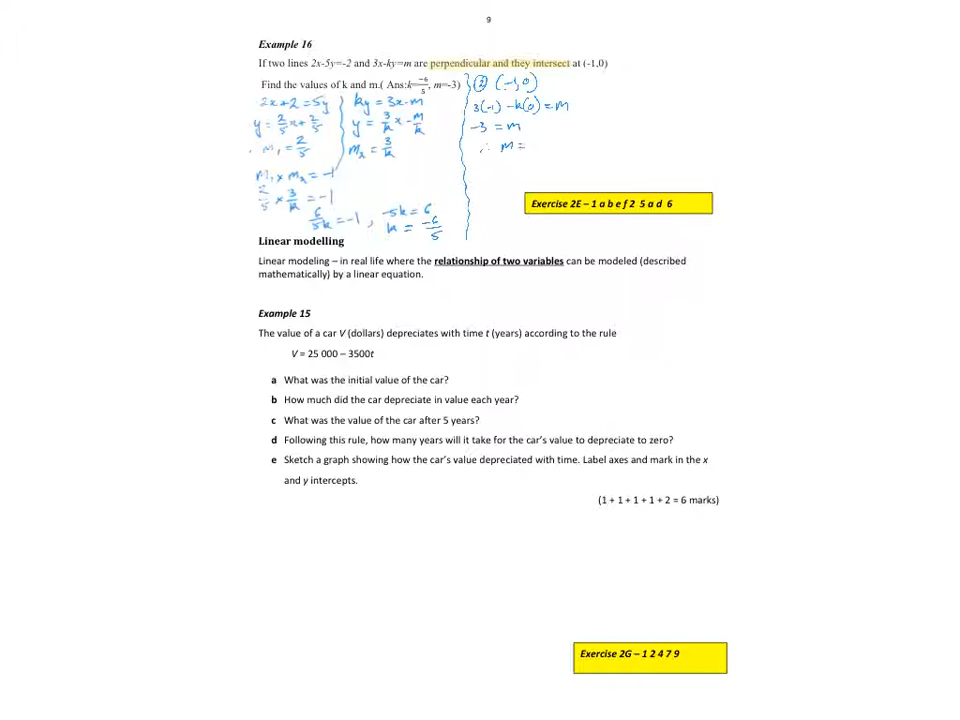 9
Example 16
If two lines 2x-5y=-2 and 3x-ky=m are perpendicular and they intersect at (-1,0)
Find the values of k and m.( Ans:k=-6/5, m=-3)
2x+2=5y
y = 2/5 x + 2/5
m₁ = 2/5
m₁ × m₂ = -1
2/5 × 3/k = -1
6/5k = -1 ,
ky = 3x-m
y = 3/k x - m/k
m₂ = 3/k
-5k = 6
k = -6/5
② (-1,0)
3(-1) - k(0) = m
-3 = m
∴ m =
Exercise 2E – 1 a b e f 2 5 a d 6
Linear modelling
Linear modeling – in real life where the relationship of two variables can be modeled (described
mathematically) by a linear equation.
Example 15
The value of a car V (dollars) depreciates with time t (years) according to the rule
V = 25 000 – 3500t
a What was the initial value of the car?
b How much did the car depreciate in value each year?
c What was the value of the car after 5 years?
d Following this rule, how many years will it take for the car's value to depreciate to zero?
e Sketch a graph showing how the car's value depreciated with time. Label axes and mark in the x
and y intercepts.
(1 + 1 + 1 + 1 + 2 = 6 marks)
Exercise 2G – 1 2 4 7 9